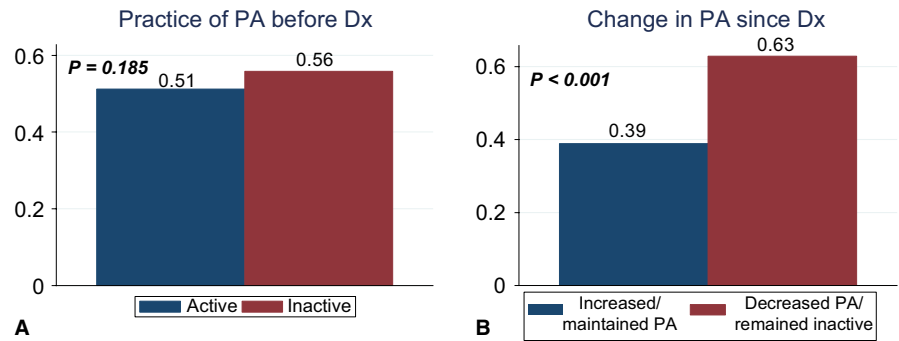 Practice of PA before Dx
0.6
0.4
0.2
0
P = 0.185
0.51
0.56
Active
Inactive
A
Change in PA since Dx
0.6
0.4
0.2
0
P < 0.001
0.39
0.63
Increased/
maintained PA
Decreased PA/
remained inactive
B